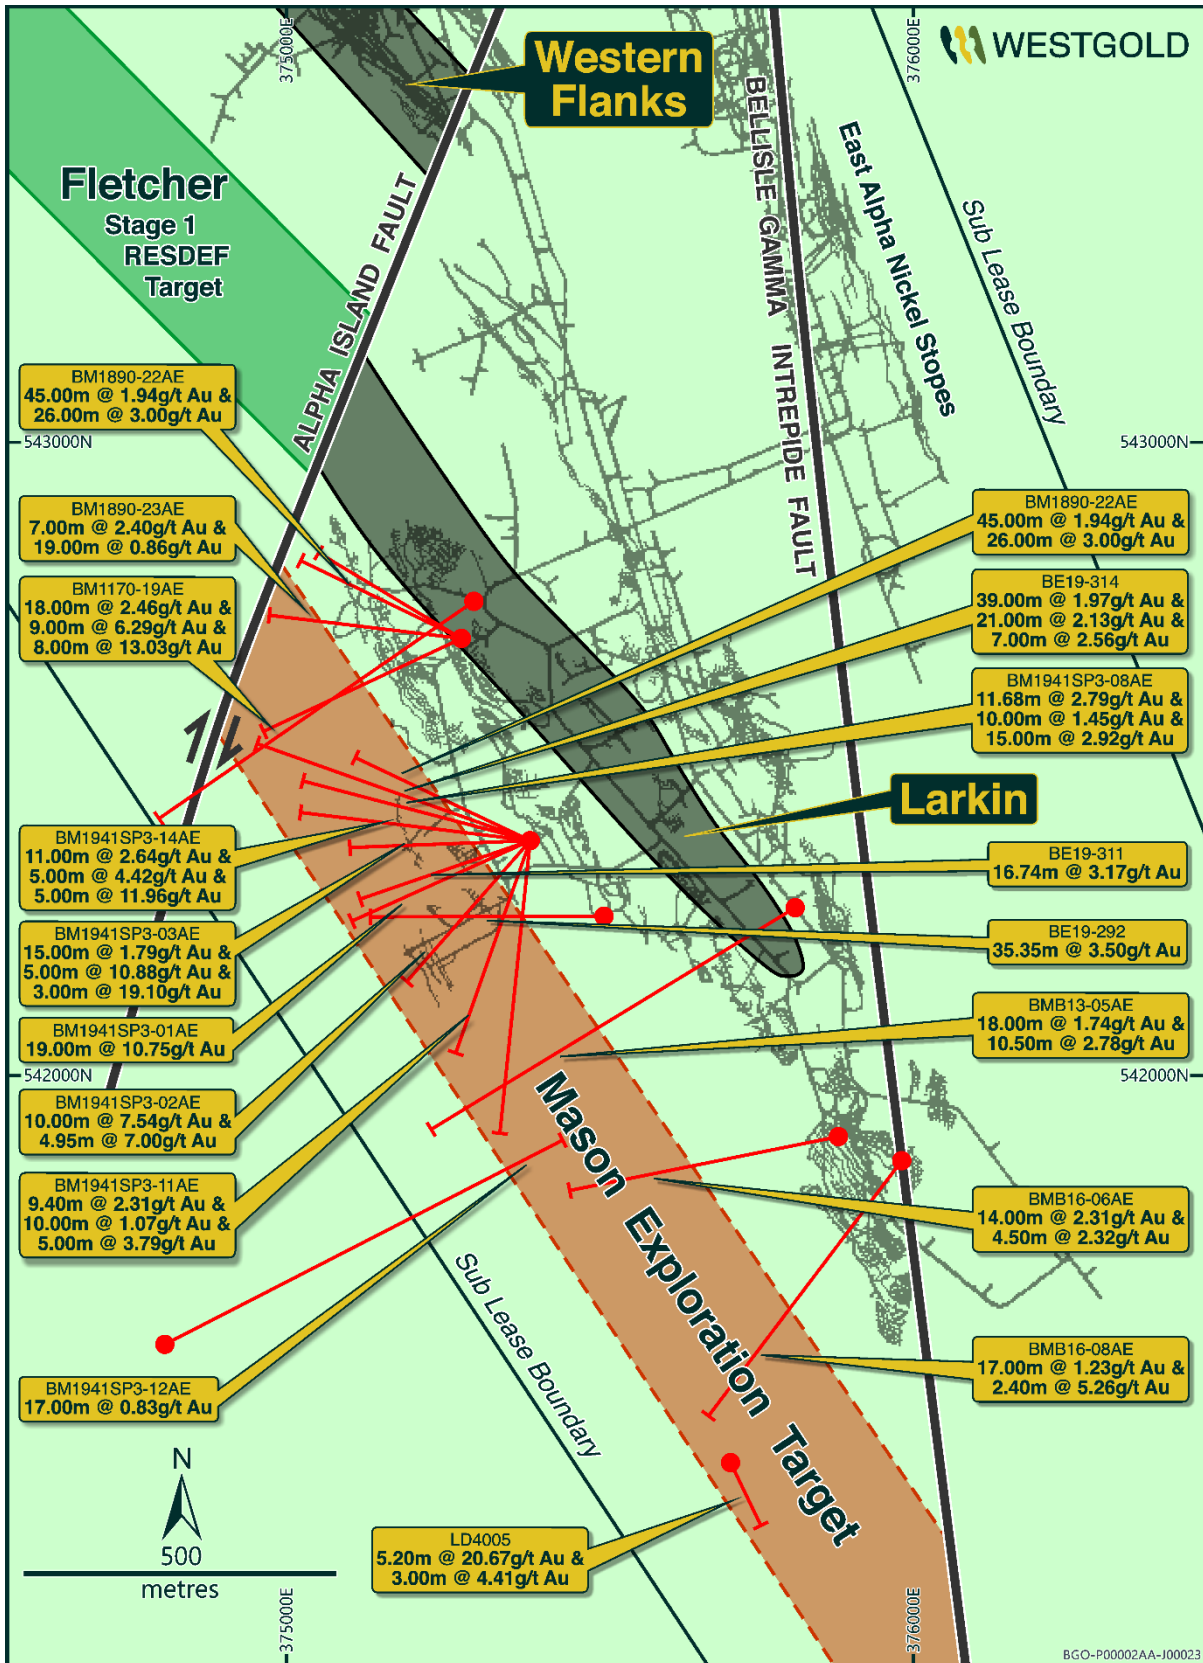 375000E
376000E
WESTGOLD
Western
Flanks
BELLISLE GAMMA INTREPIDE FAULT
East Alpha Nickel Stopes
Sub Lease Boundary
Fletcher
Stage 1
RESDEF
Target
ALPHA ISLAND FAULT
543000N
543000N
BM1890-22AE
45.00m @ 1.94g/t Au &
26.00m @ 3.00g/t Au
BM1890-23AE
7.00m @ 2.40g/t Au &
19.00m @ 0.86g/t Au
BM1170-19AE
18.00m @ 2.46g/t Au &
9.00m @ 6.29g/t Au &
8.00m @ 13.03g/t Au
BM1890-22AE
45.00m @ 1.94g/t Au &
26.00m @ 3.00g/t Au
BE19-314
39.00m @ 1.97g/t Au &
21.00m @ 2.13g/t Au &
7.00m @ 2.56g/t Au
BM1941SP3-08AE
11.68m @ 2.79g/t Au &
10.00m @ 1.45g/t Au &
15.00m @ 2.92g/t Au
Larkin
BM1941SP3-14AE
11.00m @ 2.64g/t Au &
5.00m @ 4.42g/t Au &
5.00m @ 11.96g/t Au
BE19-311
16.74m @ 3.17g/t Au
BM1941SP3-03AE
15.00m @ 1.79g/t Au &
5.00m @ 10.88g/t Au &
3.00m @ 19.10g/t Au
BE19-292
35.35m @ 3.50g/t Au
BM1941SP3-01AE
19.00m @ 10.75g/t Au
BMB13-05AE
18.00m @ 1.74g/t Au &
10.50m @ 2.78g/t Au
542000N
542000N
BM1941SP3-02AE
10.00m @ 7.54g/t Au &
4.95m @ 7.00g/t Au
BM1941SP3-11AE
9.40m @ 2.31g/t Au &
10.00m @ 1.07g/t Au &
5.00m @ 3.79g/t Au
Mason Exploration Target
BMB16-06AE
14.00m @ 2.31g/t Au &
4.50m @ 2.32g/t Au
Sub Lease Boundary
BMB16-08AE
17.00m @ 1.23g/t Au &
2.40m @ 5.26g/t Au
BM1941SP3-12AE
17.00m @ 0.83g/t Au
N
500
metres
LD4005
5.20m @ 20.67g/t Au &
3.00m @ 4.41g/t Au
375000E
376000E
BGO-P00002AA-J00023